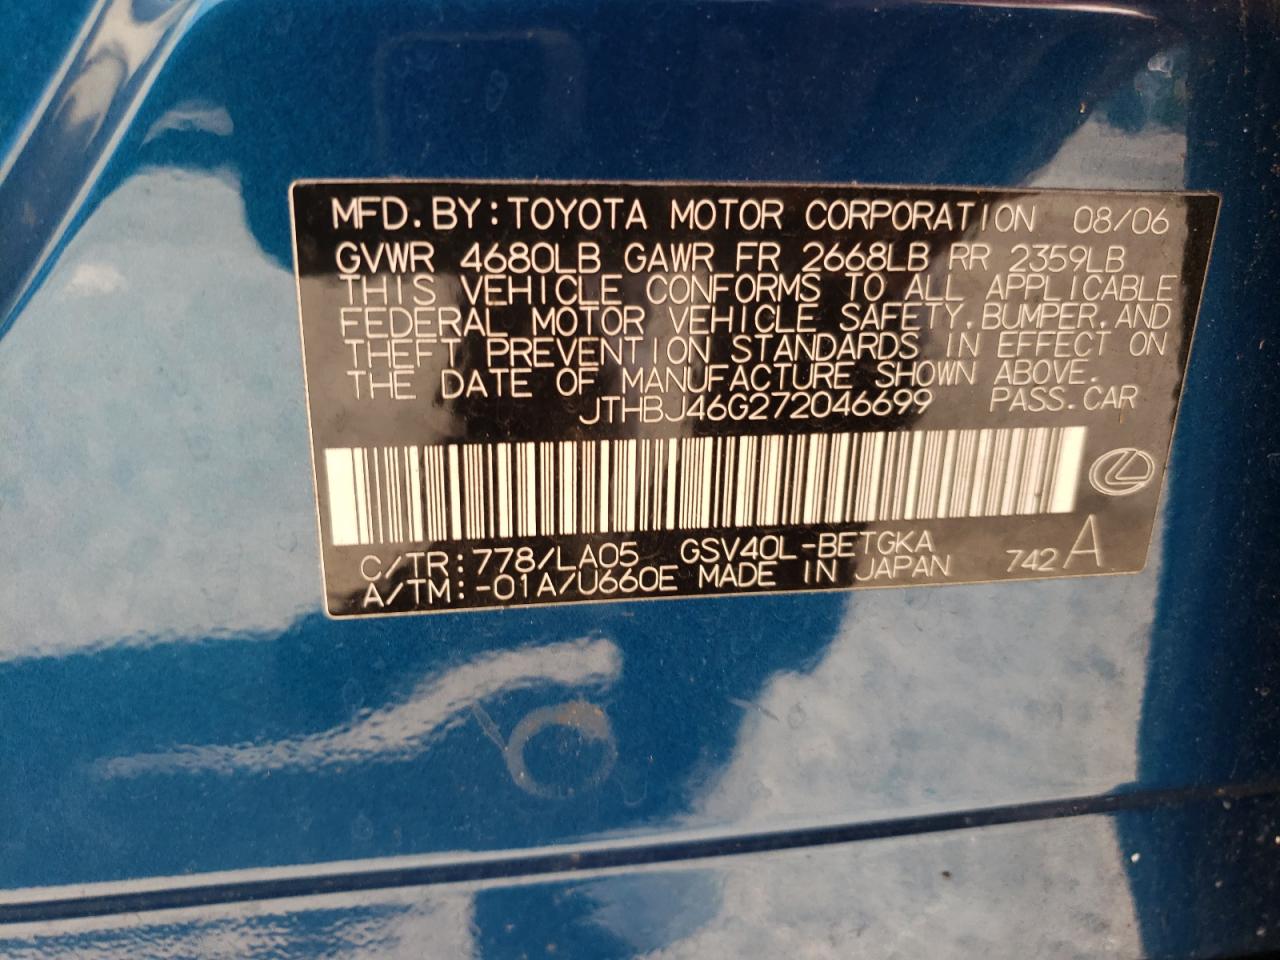 MFD.BY:TOYOTA MOTOR CORPORATION 08/06
GVWR 4680LB GAWR FR 2668LB RR 2359LB
THIS VEHICLE CONFORMS TO ALL APPLICABLE
FEDERAL MOTOR VEHICLE SAFETY,BUMPER,AND
THEFT PREVENTION STANDARDS IN EFFECT ON
THE DATE OF MANUFACTURE SHOWN ABOVE.
JTHBJ46G272046699 PASS.CAR
C/TR:778/LA05 GSV40L-BETGKA
A/TM:-01A/U660E MADE IN JAPAN 742 A